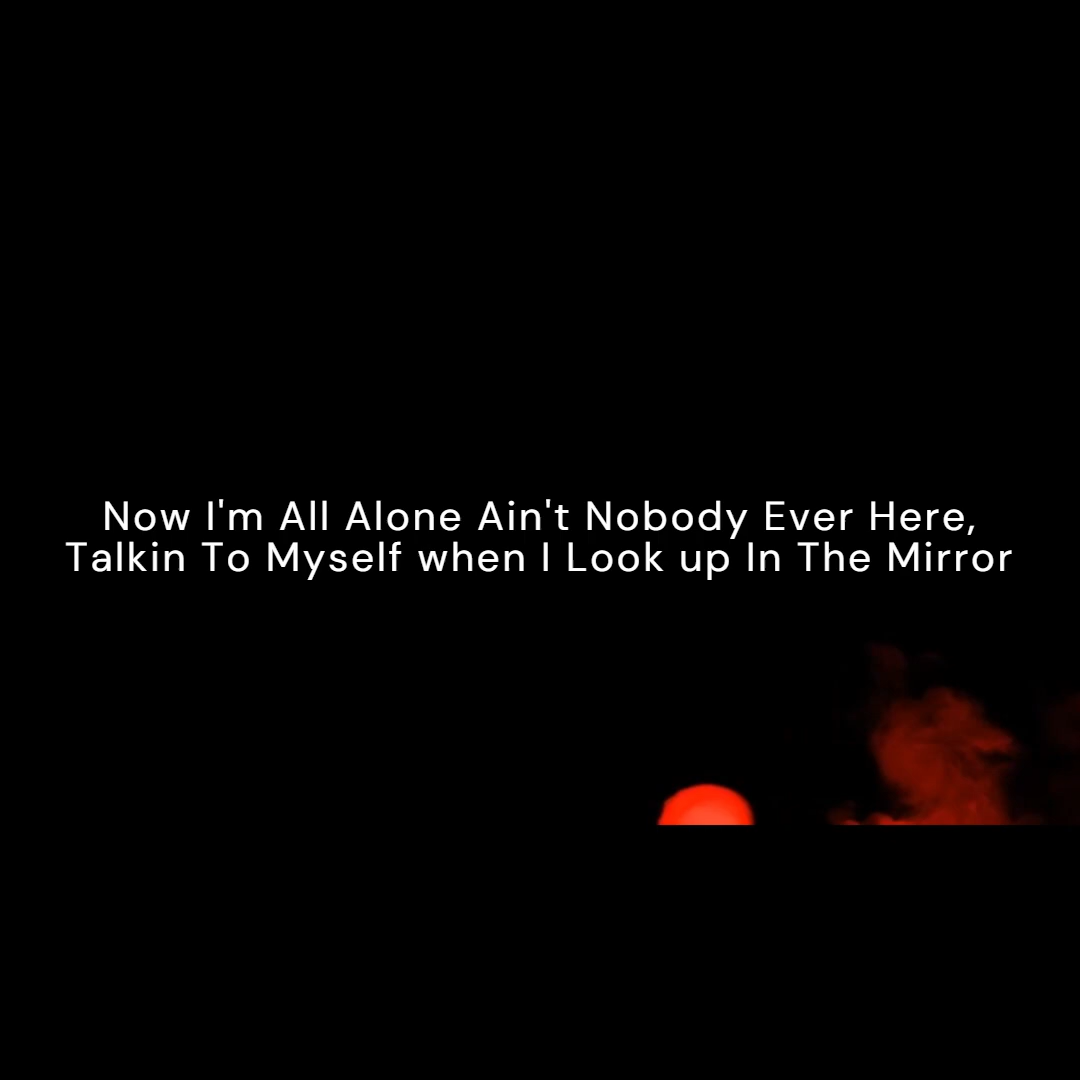 Now I'm All Alone Ain't Nobody Ever Here,
Talkin To Myself when I Look up In The Mirror